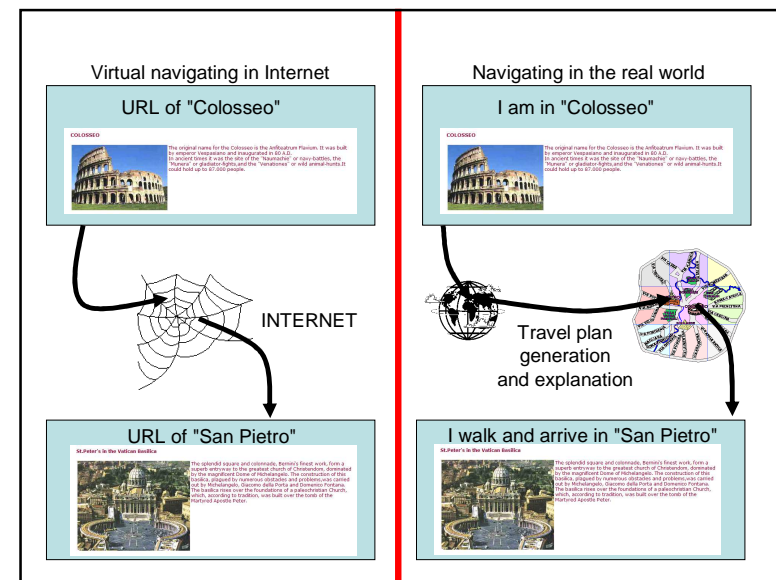 Virtual navigating in Internet
URL of "Colosseo"
COLOSSEO
The original name for the Colosseo is the Anfiteatrum Flavium. It was built
by emperor Vespasiano and inaugurated in 80 A.D.
In ancient times it was the site of the "Naumachie" or navy-battles, the
"Munera" or gladiator-fights,and the "Venationes" or wild animal-hunts.It
could hold up to 87.000 people.
INTERNET
URL of "San Pietro"
St.Peter's in the Vatican Basilica
The splendid square and colonnade, Bernini's finest work, form a
superb entryway to the greatest church of Christendom, dominated
by the magnificent Dome of Michelangelo. The construction of this
basilica, plagued by numerous obstacles and problems,was carried
out by Michelangelo, Giacomo della Porta and Domenico Fontana.
The basilica rises over the foundations of a paleochristian Church,
which, according to tradition, was built over the tomb of the
Martyred Apostle Peter.
Navigating in the real world
I am in "Colosseo"
COLOSSEO
The original name for the Colosseo is the Anfiteatrum Flavium. It was built
by emperor Vespasiano and inaugurated in 80 A.D.
In ancient times it was the site of the "Naumachie" or navy-battles, the
"Munera" or gladiator-fights,and the "Venationes" or wild animal-hunts.It
could hold up to 87.000 people.
Travel plan
generation
and explanation
I walk and arrive in "San Pietro"
St.Peter's in the Vatican Basilica
The splendid square and colonnade, Bernini's finest work, form a
superb entryway to the greatest church of Christendom, dominated
by the magnificent Dome of Michelangelo. The construction of this
basilica, plagued by numerous obstacles and problems,was carried
out by Michelangelo, Giacomo della Porta and Domenico Fontana.
The basilica rises over the foundations of a paleochristian Church,
which, according to tradition, was built over the tomb of the
Martyred Apostle Peter.